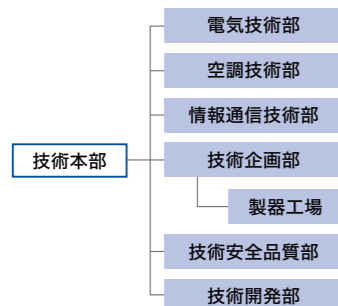 電気技術部
空調技術部
情報通信技術部
技術本部
技術企画部
製器工場
技術安全品質部
技術開発部